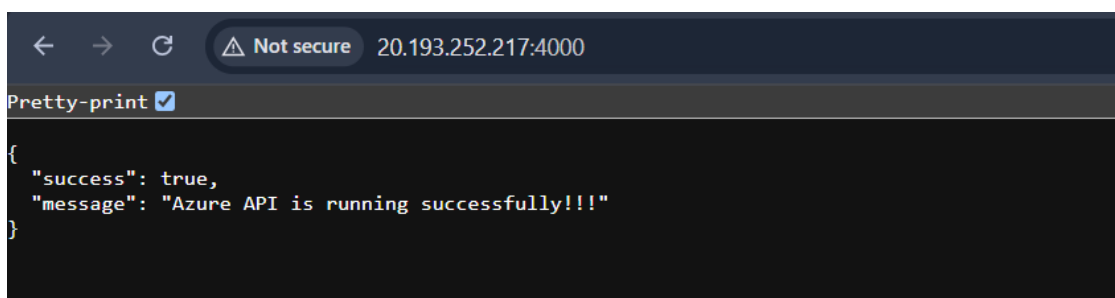 Not secure 20.193.252.217:4000
Pretty-print
{
  "success": true,
  "message": "Azure API is running successfully!!!"
}